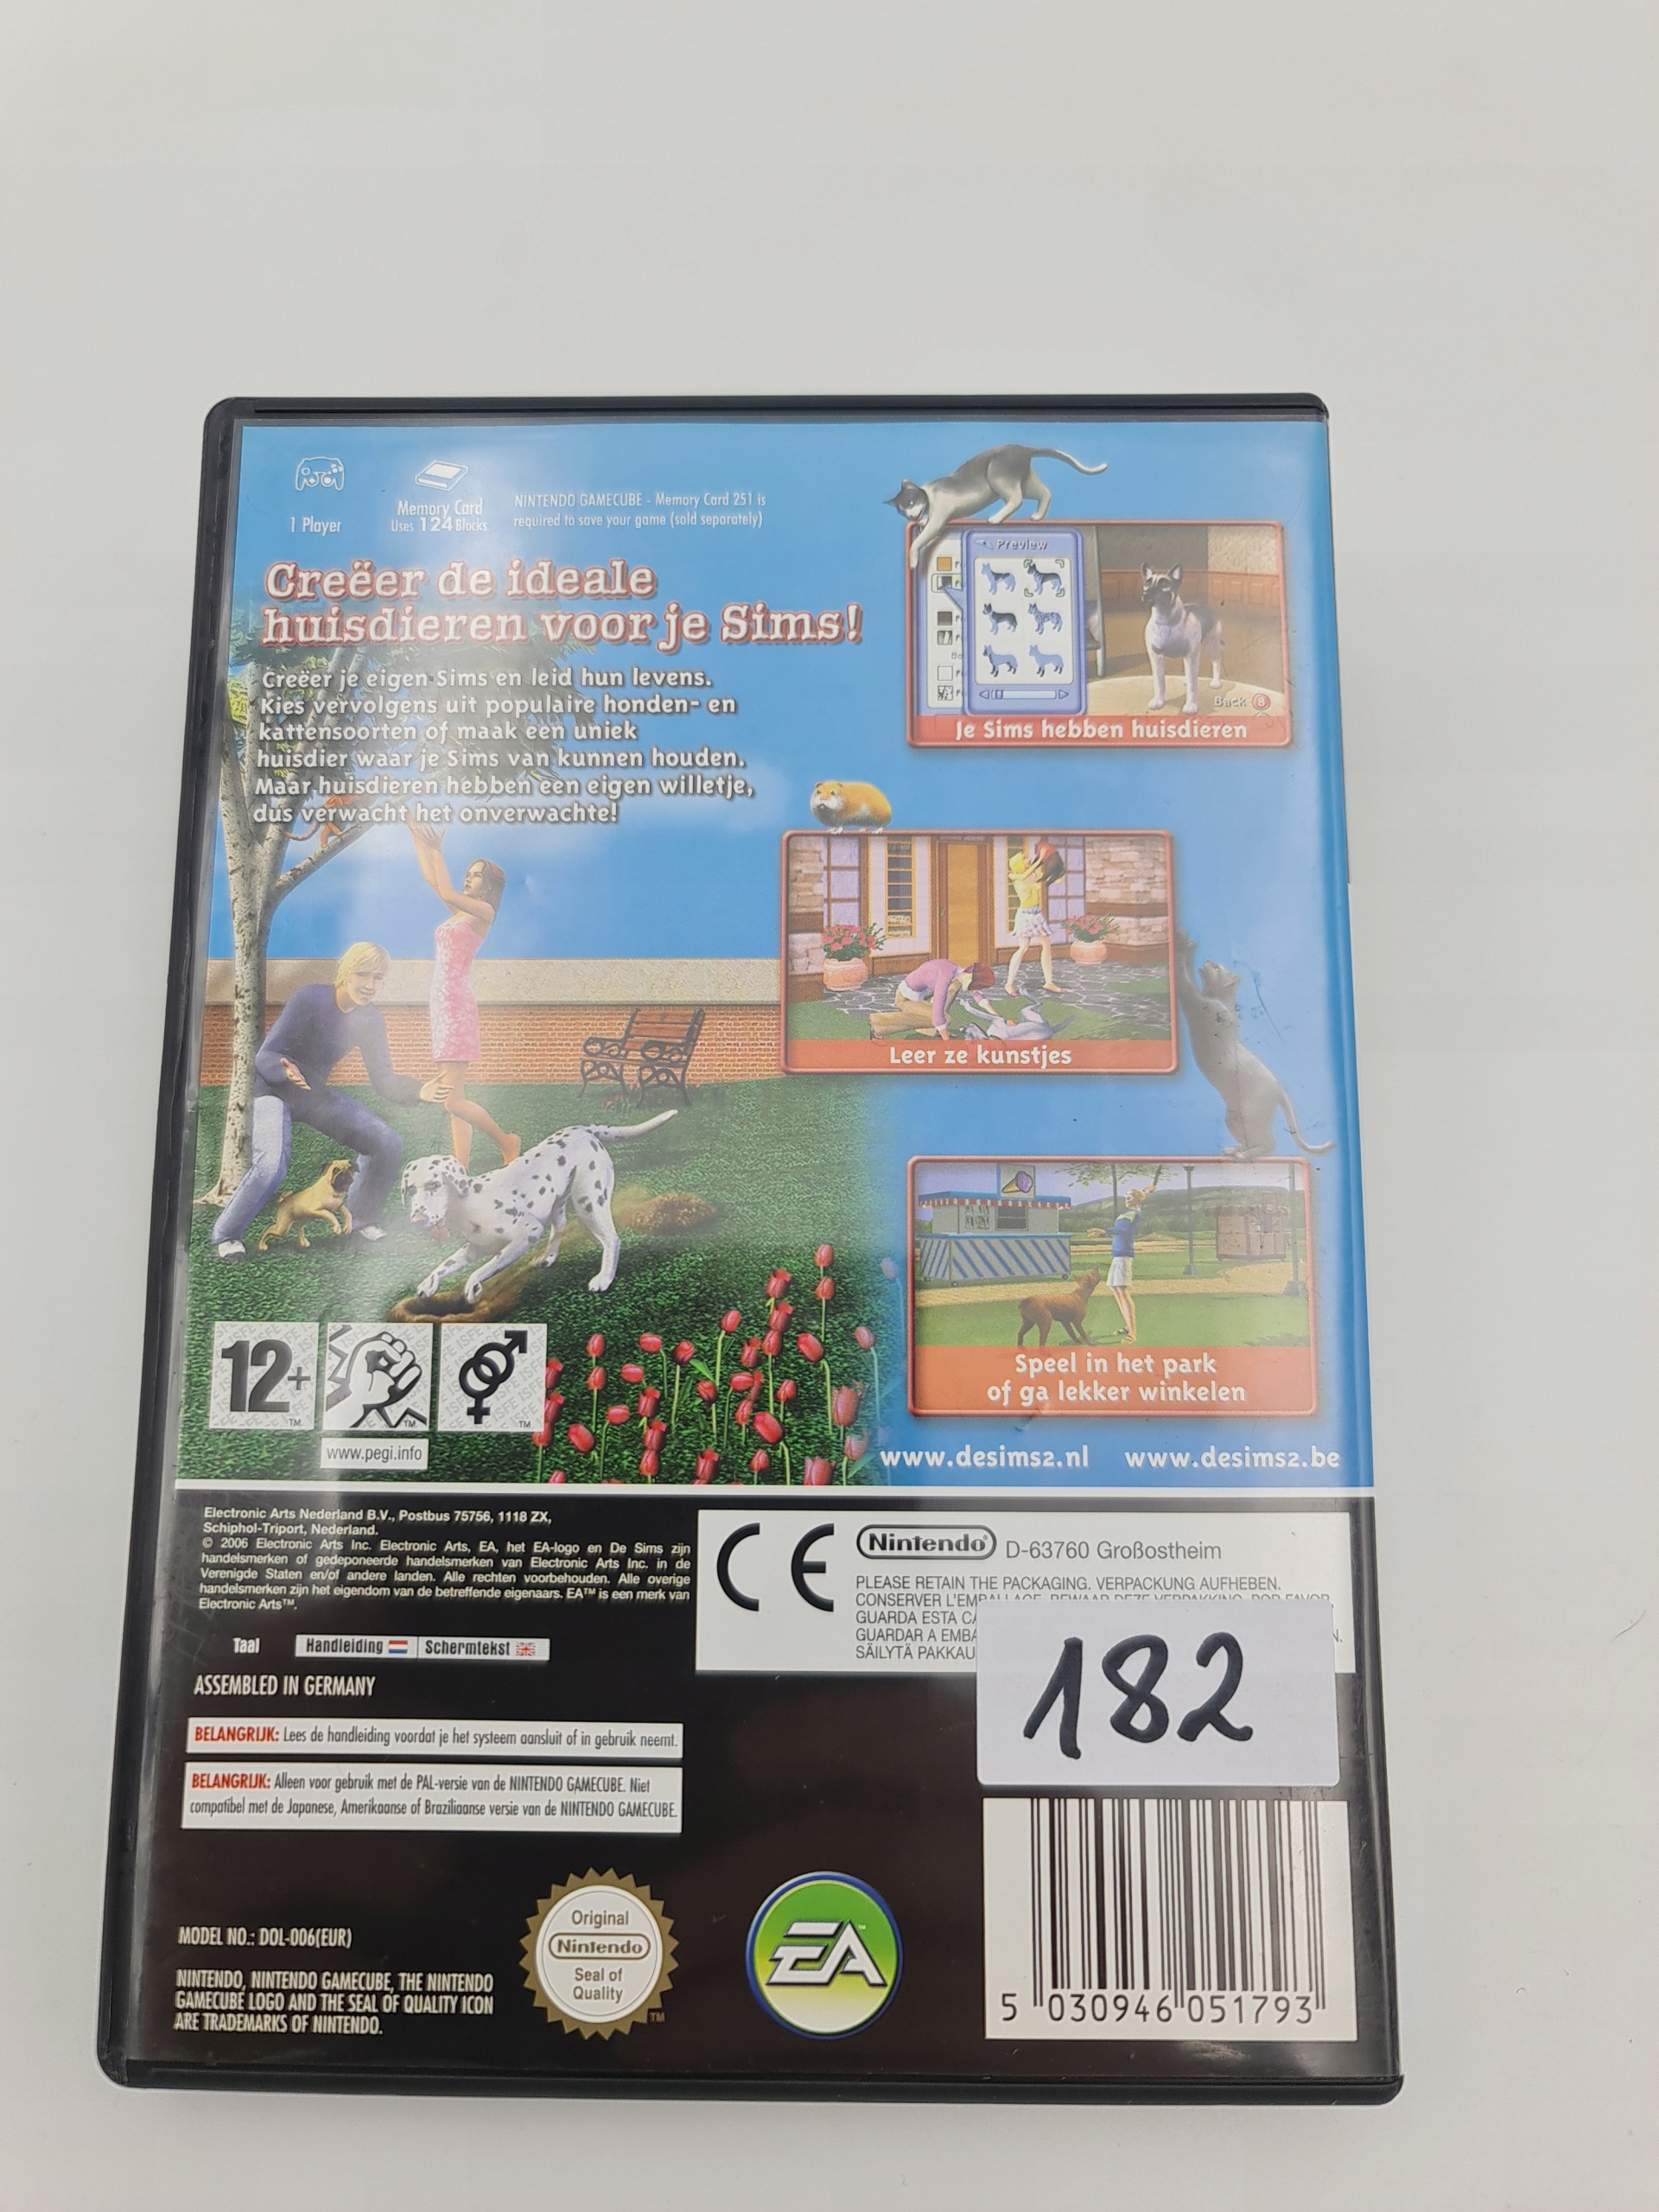 1 Player
Memory Card
Uses 124 Blocks
NINTENDO GAMECUBE - Memory Card 251 is
required to save your game (sold separately)
Creëer de ideale
huisdieren voor je Sims!
Creëer je eigen Sims en leid hun levens.
Kies vervolgens uit populaire honden- en
kattensoorten of maak een uniek
huisdier waar je Sims van kunnen houden.
Maar huisdieren hebben een eigen willetje,
dus verwacht het onverwachte!
Preview
Back B
Je Sims hebben huisdieren
Leer ze kunstjes
Speel in het park
of ga lekker winkelen
12+
www.pegi.info
www.desims2.nl www.desims2.be
Electronic Arts Nederland B.V., Postbus 75756, 1118 ZX,
Schiphol-Triport, Nederland.
© 2006 Electronic Arts Inc. Electronic Arts, EA, het EA-logo en De Sims zijn
handelsmerken of gedeponeerde handelsmerken van Electronic Arts Inc. in de
Verenigde Staten en/of andere landen. Alle rechten voorbehouden. Alle overige
handelsmerken zijn het eigendom van de betreffende eigenaars. EA™ is een merk van
Electronic Arts™.
CE
Nintendo® D-63760 Großostheim
PLEASE RETAIN THE PACKAGING. VERPACKUNG AUFHEBEN.
CONSERVER L'EMBALLAGE. BEWAAR DEZE VERPAKKING. POR FAVOR
GUARDA ESTA
GUARDAR A
SÄILYTÄ
182
Taal
Handleiding
Schermtekst
ASSEMBLED IN GERMANY
BELANGRIJK: Lees de handleiding voordat je het systeem aansluit of in gebruik neemt.
BELANGRIJK: Alleen voor gebruik met de PAL-versie van de NINTENDO GAMECUBE. Niet
compatibel met de Japanese, Amerikaanse of Braziliaanse versie van de NINTENDO GAMECUBE.
MODEL NO.: DOL-006(EUR)
NINTENDO, NINTENDO GAMECUBE, THE NINTENDO
GAMECUBE LOGO AND THE SEAL OF QUALITY ICON
ARE TRADEMARKS OF NINTENDO.
Original
Nintendo
Seal of
Quality
™
EA™
5 030946 051793